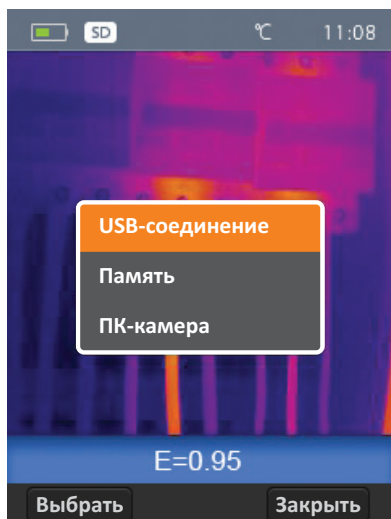 SD ℃ 11:08
USB-соединение
Память
ПК-камера
E=0.95
Выбрать Закрыть